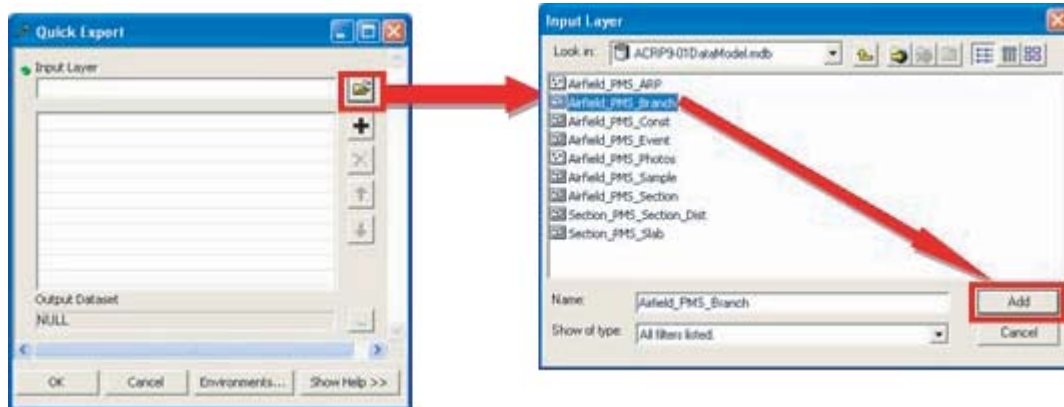 Quick Export
Input Layer
Output Dataset
NULL
...
OK
Cancel
Environments...
Show Help >>
Input Layer
Look in:
ACRP9-01DataModel.mdb
Airfield_PMS_ARP
Airfield_PMS_Branch
Airfield_PMS_Const
Airfield_PMS_Event
Airfield_PMS_Photos
Airfield_PMS_Sample
Airfield_PMS_Section
Section_PMS_Section_Dist
Section_PMS_Slab
Name:
Airfield_PMS_Branch
Add
Show of type:
All filters listed.
Cancel